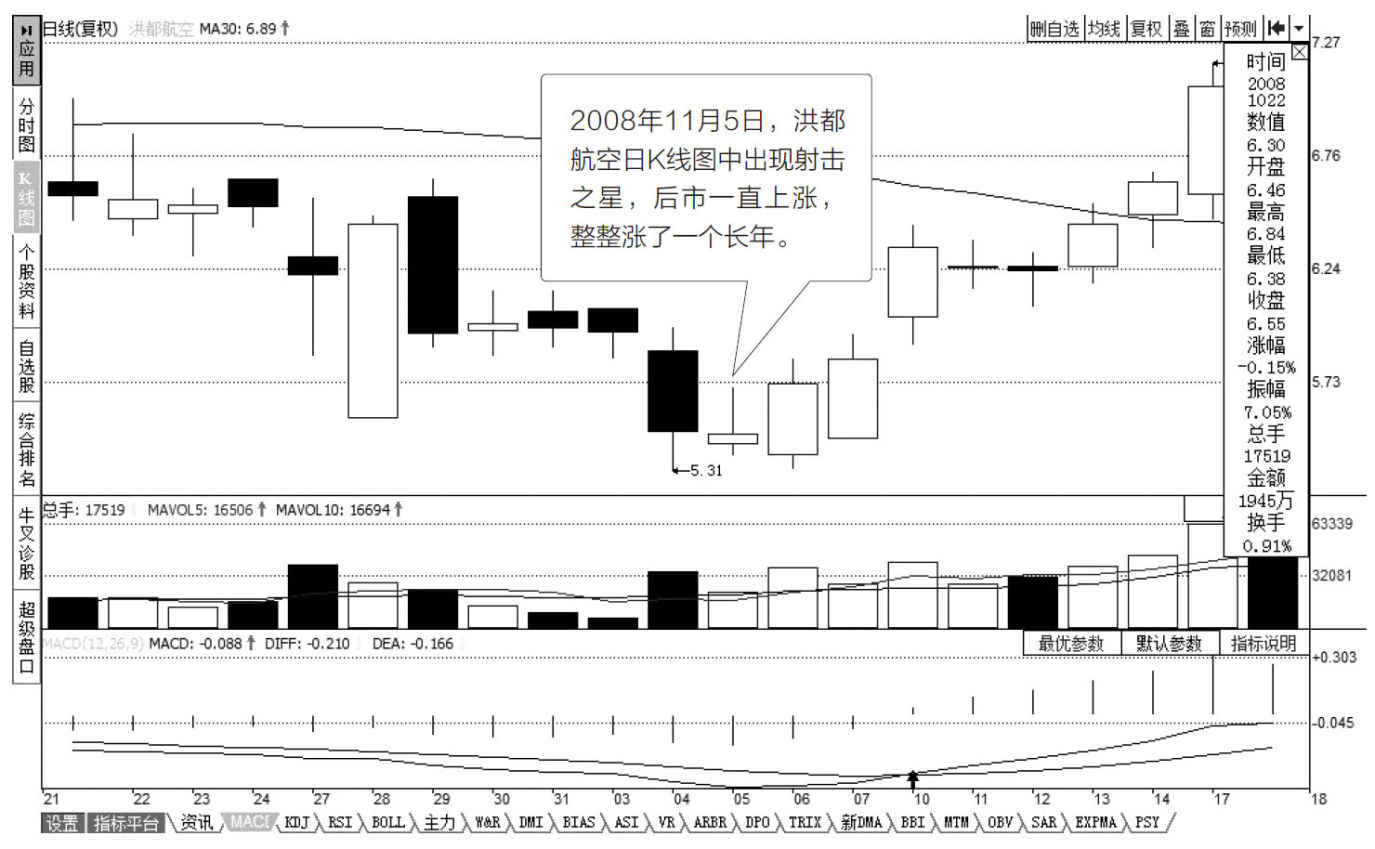 应用
分时图
K线图
个股资料
自选股
综合排名
牛叉诊股
超级盘口
日线(复权) 洪都航空 MA30: 6.89↑
删自选 均线 复权 叠 窗 预测
7.27
6.76
6.24
5.73
2008年11月5日，洪都
航空日K线图中出现射击
之星，后市一直上涨，
整整涨了一个长年。
←5.31
时间
2008
1022
数值
6.30
开盘
6.46
最高
6.84
最低
6.38
收盘
6.55
涨幅
-0.15%
振幅
7.05%
总手
17519
金额
1945万
换手
0.91%
总手: 17519 MAVOL5: 16506↑ MAVOL10: 16694↑
63339
32081
MACD(12,26,9) MACD: -0.088↑ DIFF: -0.210 DEA: -0.166
最优参数 默认参数 指标说明
+0.303
-0.045
21 22 23 24 27 28 29 30 31 03 04 05 06 07 10 11 12 13 14 17 18
设置 指标平台 资讯 MACD KDJ RSI BOLL 主力 W&R DMI BIAS ASI VR ARBR DPO TRIX 新DMA BBI MTM OBV SAR EXPMA PSY